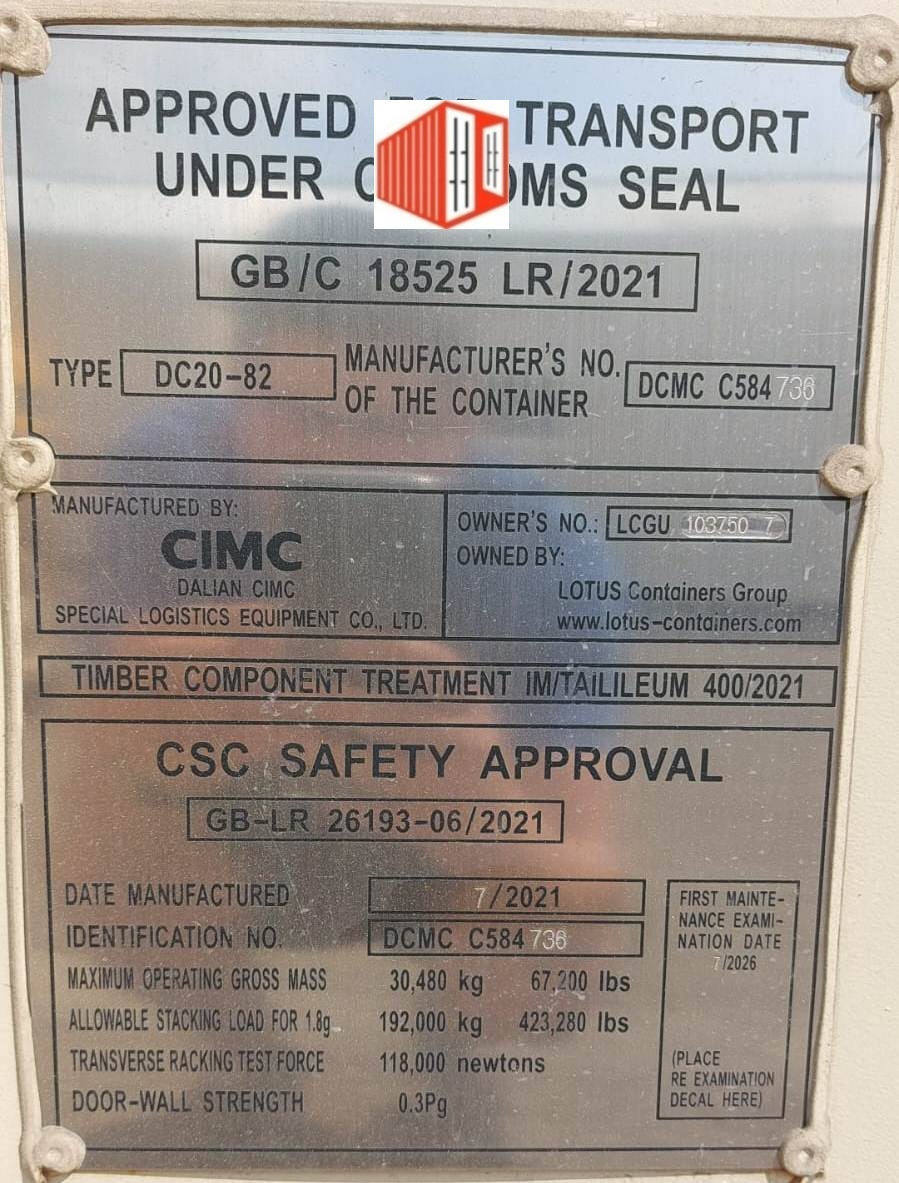 APPROVED TRANSPORT
UNDER SEAL
GB/C 18525 LR/2021
TYPE DC20-82
MANUFACTURER'S NO.
OF THE CONTAINER
DCMC C584 736
MANUFACTURED BY:
CIMC
DALIAN CIMC
SPECIAL LOGISTICS EQUIPMENT CO., LTD.
OWNER'S NO.: LCGU 103750 7
OWNED BY:
LOTUS Containers Group
www.lotus-containers.com
TIMBER COMPONENT TREATMENT IM/TAILILEUM 400/2021
CSC SAFETY APPROVAL
GB-LR 26193-06/2021
DATE MANUFACTURED 7/2021
IDENTIFICATION NO. DCMC C584 736
MAXIMUM OPERATING GROSS MASS 30,480 kg 67,200 lbs
ALLOWABLE STACKING LOAD FOR 1.8g 192,000 kg 423,280 lbs
TRANSVERSE RACKING TEST FORCE 118,000 newtons
DOOR-WALL STRENGTH 0.3Pg
FIRST MAINTE-
NANCE EXAMI-
NATION DATE
7/2026
(PLACE
RE EXAMINATION
DECAL HERE)